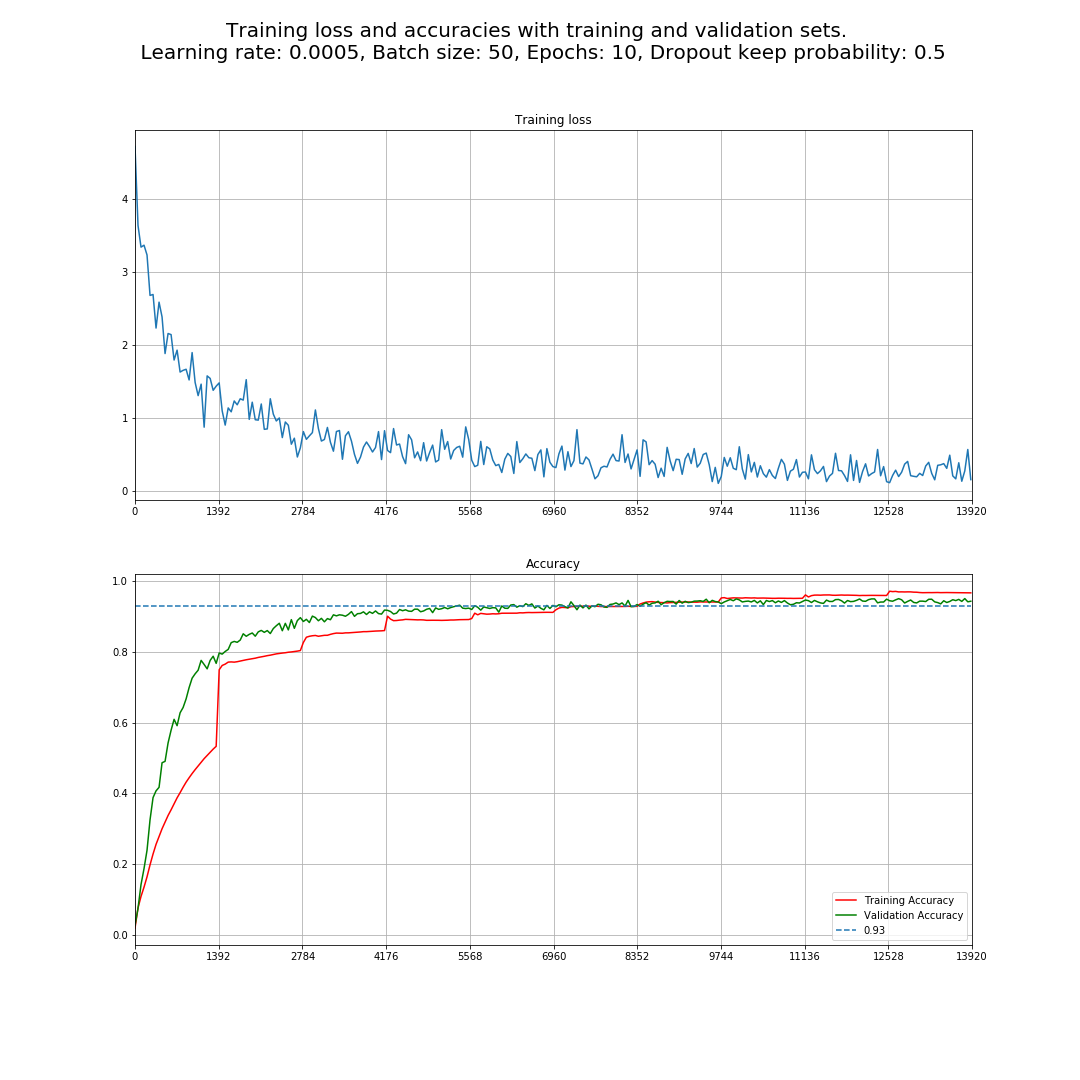 Training loss and accuracies with training and validation sets.
Learning rate: 0.0005, Batch size: 50, Epochs: 10, Dropout keep probability: 0.5
Training loss
4
3
2
1
0
0 1392 2784 4176 5568 6960 8352 9744 11136 12528 13920
Accuracy
1.0
0.8
0.6
0.4
0.2
0.0
Training Accuracy
Validation Accuracy
0.93
0 1392 2784 4176 5568 6960 8352 9744 11136 12528 13920